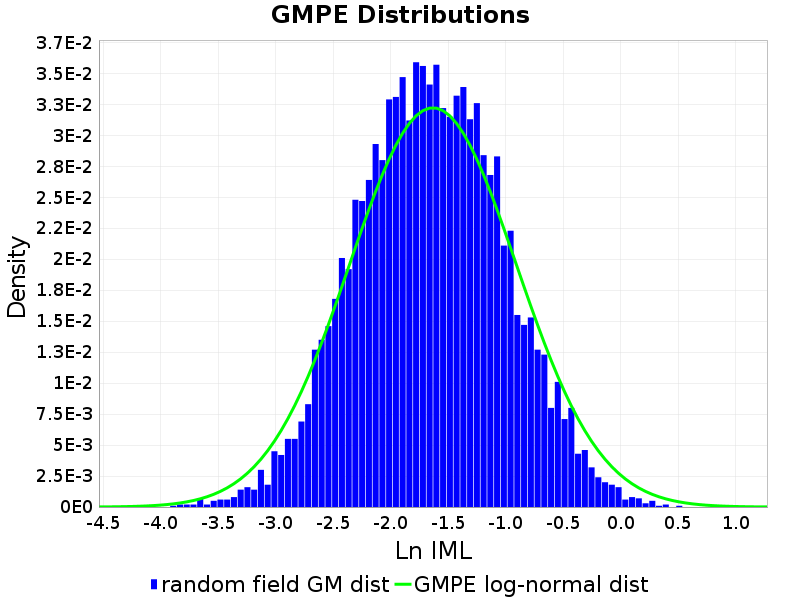 GMPE Distributions
3.7E-2
3.5E-2
3.3E-2
3E-2
2.8E-2
2.5E-2
2.2E-2
2E-2
1.8E-2
1.5E-2
1.3E-2
1E-2
7.5E-3
5E-3
2.5E-3
0E0
Density
-4.5 -4.0 -3.5 -3.0 -2.5 -2.0 -1.5 -1.0 -0.5 0.0 0.5 1.0
Ln IML
random field GM dist GMPE log-normal dist